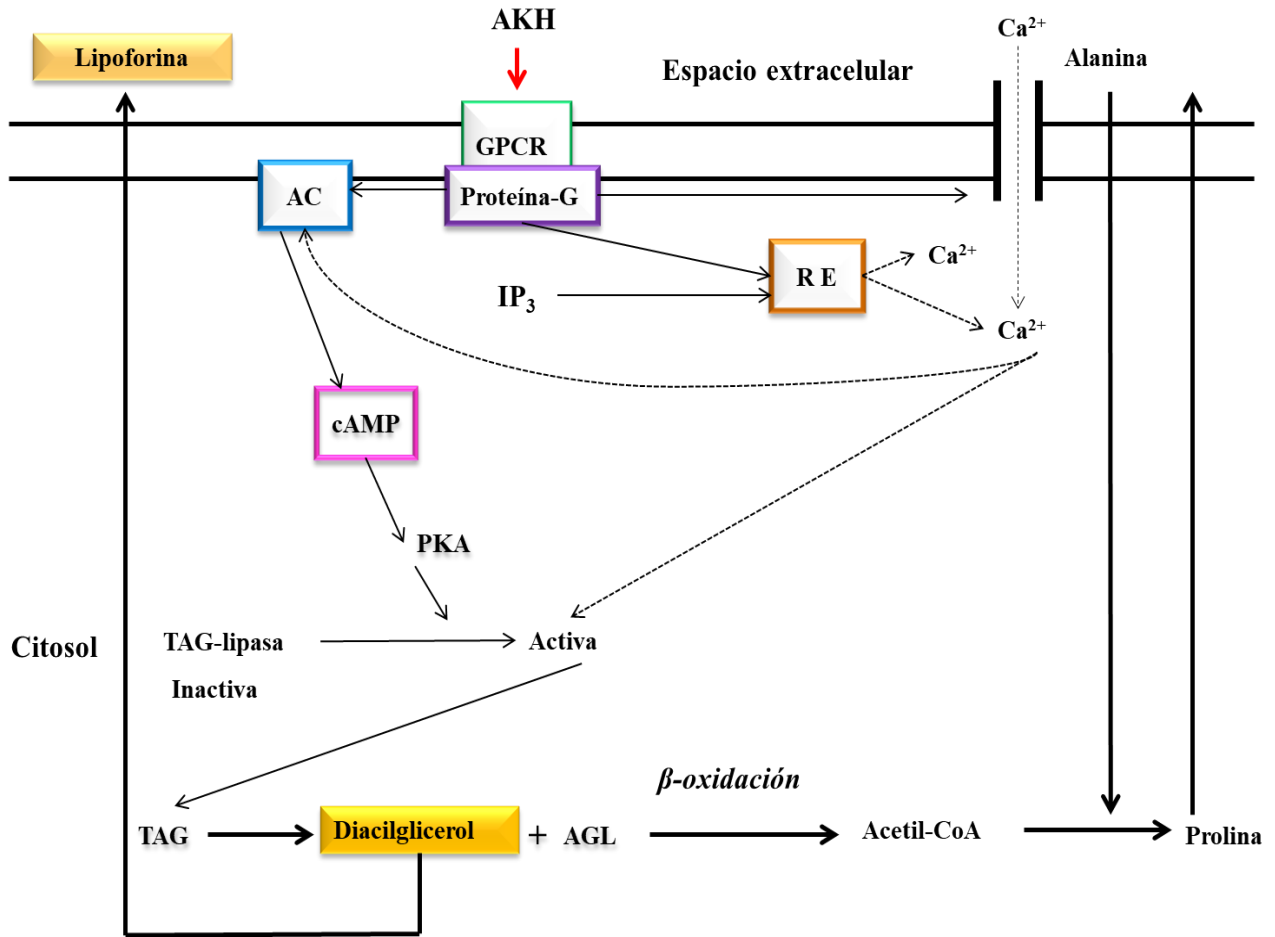 AKH
Ca²⁺
Lipoforina
Espacio extracelular
Alanina
GPCR
AC
Proteína-G
R E
Ca²⁺
IP₃
Ca²⁺
cAMP
PKA
Citosol
TAG-lipasa
Activa
Inactiva
β-oxidación
TAG
Diacilglicerol
+
AGL
Acetil-CoA
Prolina